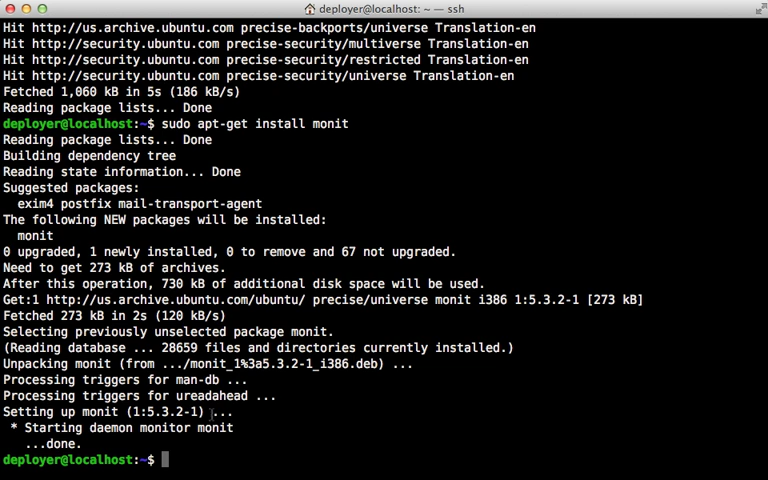 deployer@localhost: ~ — ssh
Hit http://us.archive.ubuntu.com precise-backports/universe Translation-en
Hit http://security.ubuntu.com precise-security/multiverse Translation-en
Hit http://security.ubuntu.com precise-security/restricted Translation-en
Hit http://security.ubuntu.com precise-security/universe Translation-en
Fetched 1,060 kB in 5s (186 kB/s)
Reading package lists... Done
deployer@localhost:~$ sudo apt-get install monit
Reading package lists... Done
Building dependency tree
Reading state information... Done
Suggested packages:
  exim4 postfix mail-transport-agent
The following NEW packages will be installed:
  monit
0 upgraded, 1 newly installed, 0 to remove and 67 not upgraded.
Need to get 273 kB of archives.
After this operation, 730 kB of additional disk space will be used.
Get:1 http://us.archive.ubuntu.com/ubuntu/ precise/universe monit i386 1:5.3.2-1 [273 kB]
Fetched 273 kB in 2s (120 kB/s)
Selecting previously unselected package monit.
(Reading database ... 28659 files and directories currently installed.)
Unpacking monit (from .../monit_1%3a5.3.2-1_i386.deb) ...
Processing triggers for man-db ...
Processing triggers for ureadahead ...
Setting up monit (1:5.3.2-1) ...
 * Starting daemon monitor monit
   ...done.
deployer@localhost:~$